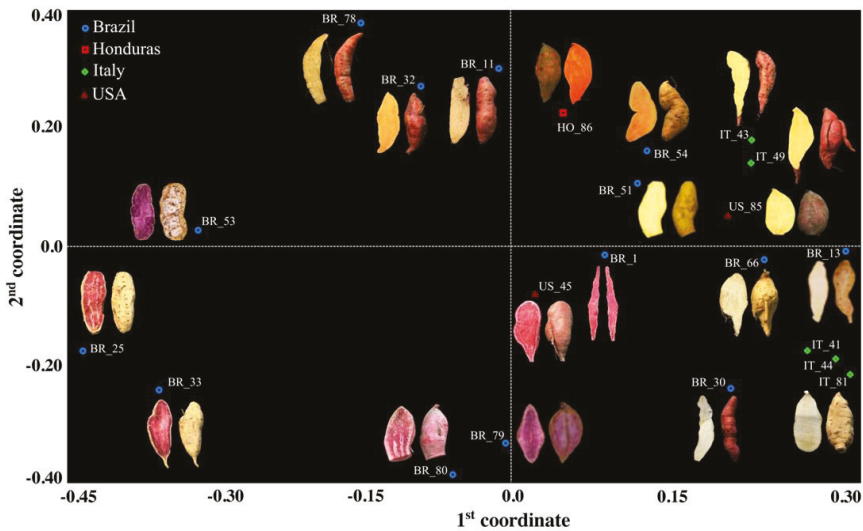 0.40
Brazil
BR_78
Honduras
BR_11
Italy
BR_32
USA
HO_86
IT_43
0.20
BR_54
IT_49
BR_51
US_85
BR_53
0.0
BR_1
BR_66
BR_13
US_45
2nd coordinate
BR_25
IT_41
-0.20
IT_44
BR_33
IT_81
BR_30
BR_79
BR_80
-0.40
-0.45
-0.30
-0.15
0.0
0.15
0.30
1st coordinate